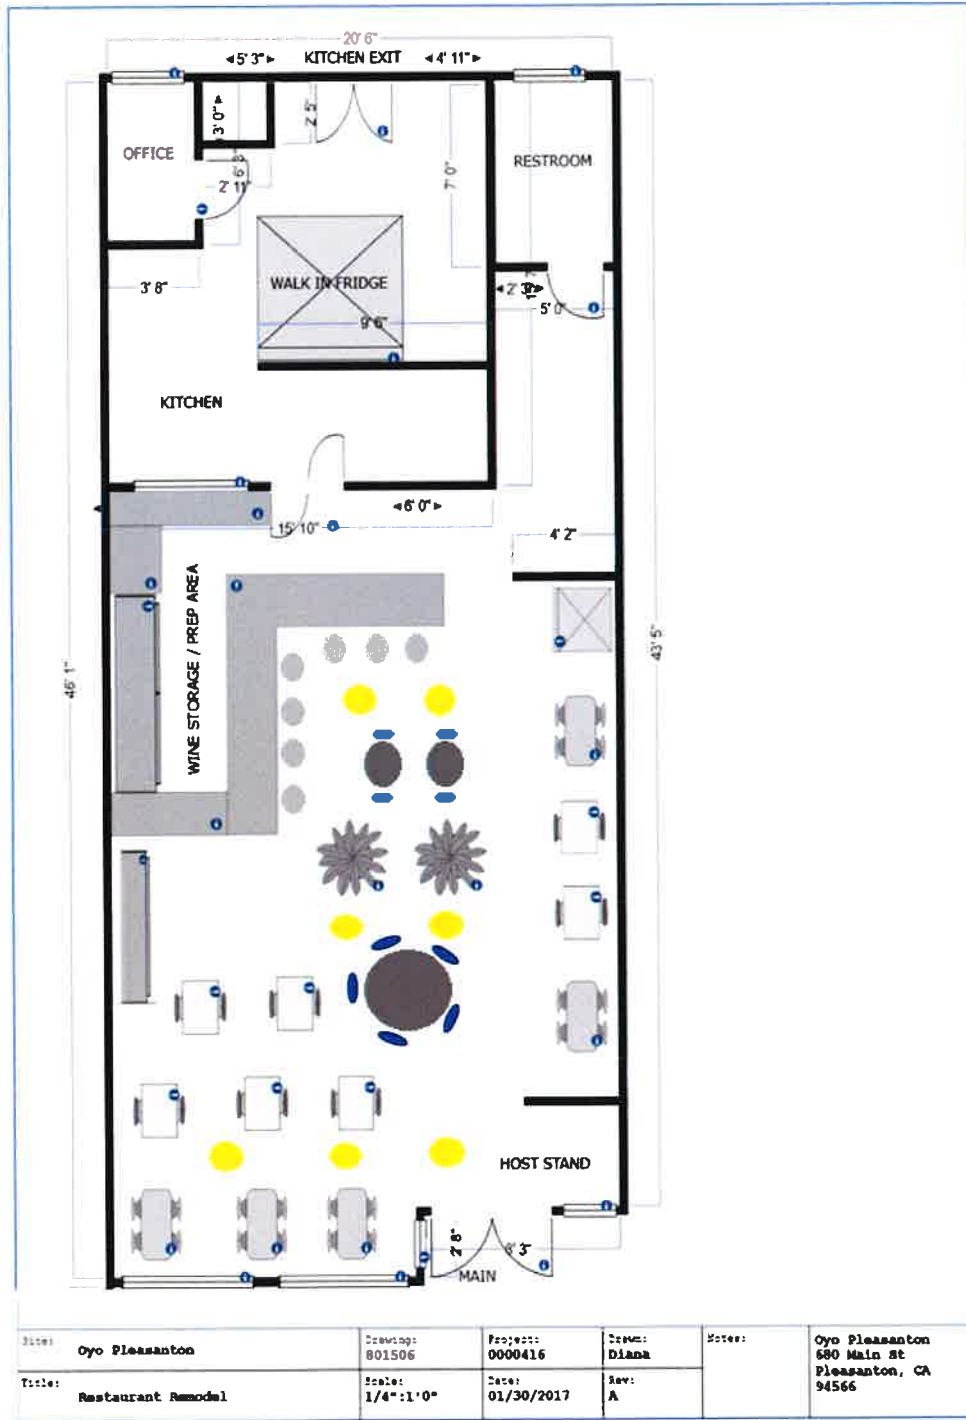 20' 6"
5' 3"
KITCHEN EXIT
4' 11"
3' 0"
2' 5"
OFFICE
RESTROOM
6' 3"
2' 11"
7' 0"
3' 8"
WALK IN FRIDGE
2' 3"
5' 0"
9' 6"
KITCHEN
6' 0"
15' 10"
4' 2"
WINE STORAGE / PREP AREA
46' 1"
43' 5"
HOST STAND
2' 8"
MAIN
Site:
Oyo Pleasanton
Drawing:
801506
Project:
0000416
Drawn:
Diana
Notes:
Oyo Pleasanton
680 Main St
Pleasanton, CA
94566
Title:
Restaurant Remodel
Scale:
1/4":1'0"
Date:
01/30/2017
Rev:
A